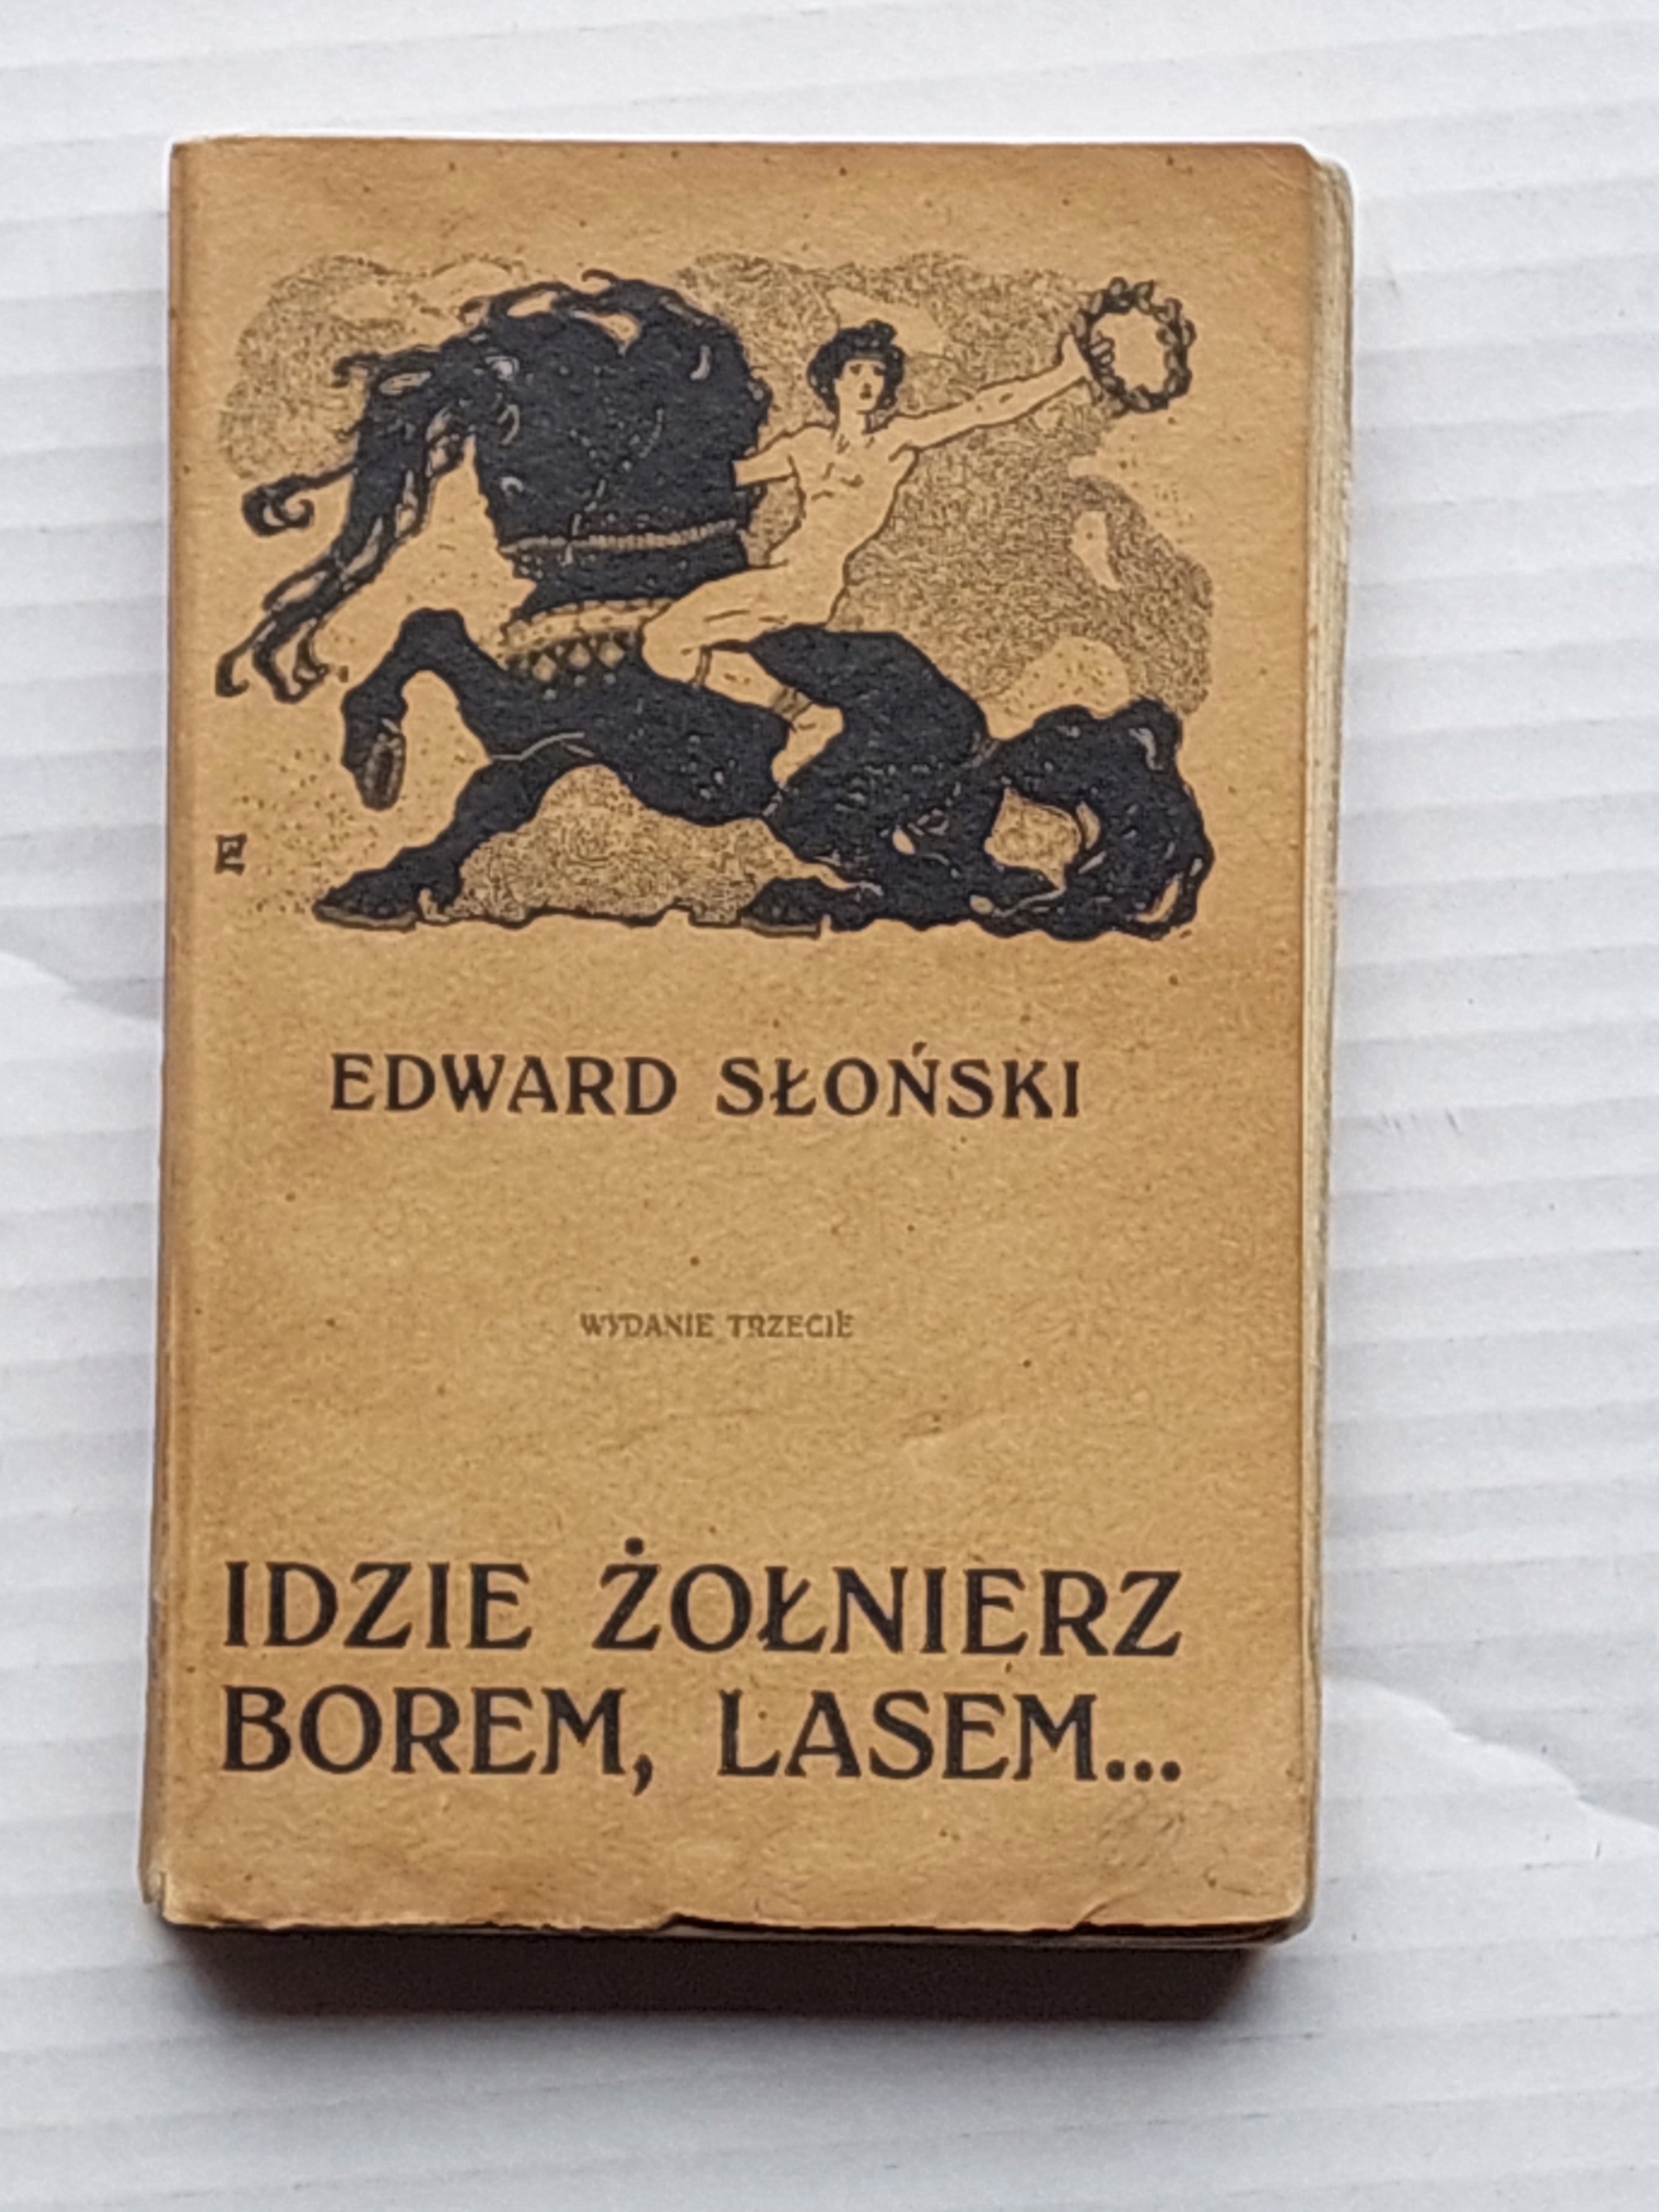 EDWARD SŁOŃSKI
WYDANIE TRZECIE
IDZIE ŻOŁNIERZ
BOREM, LASEM...